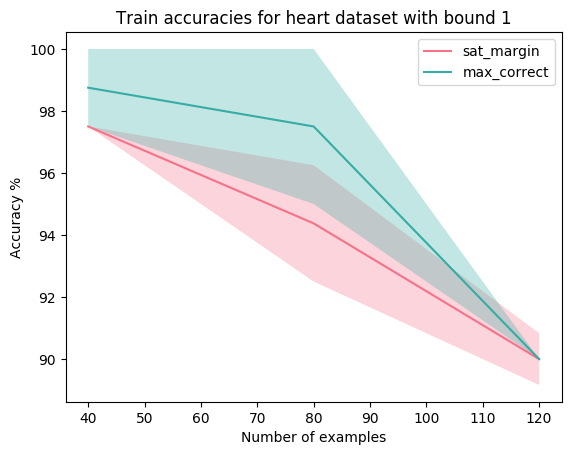 Train accuracies for heart dataset with bound 1
sat_margin
max_correct
Accuracy %
100
98
96
94
92
90
40 50 60 70 80 90 100 110 120
Number of examples